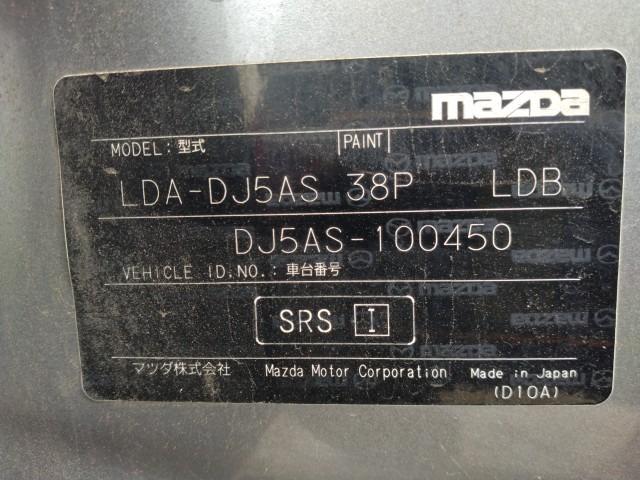 mazda
MODEL: 型式 PAINT
LDA-DJ5AS 38P LDB
DJ5AS-100450
VEHICLE ID.NO.: 車台番号
SRS I
マツダ株式会社 Mazda Motor Corporation Made in Japan
(D10A)